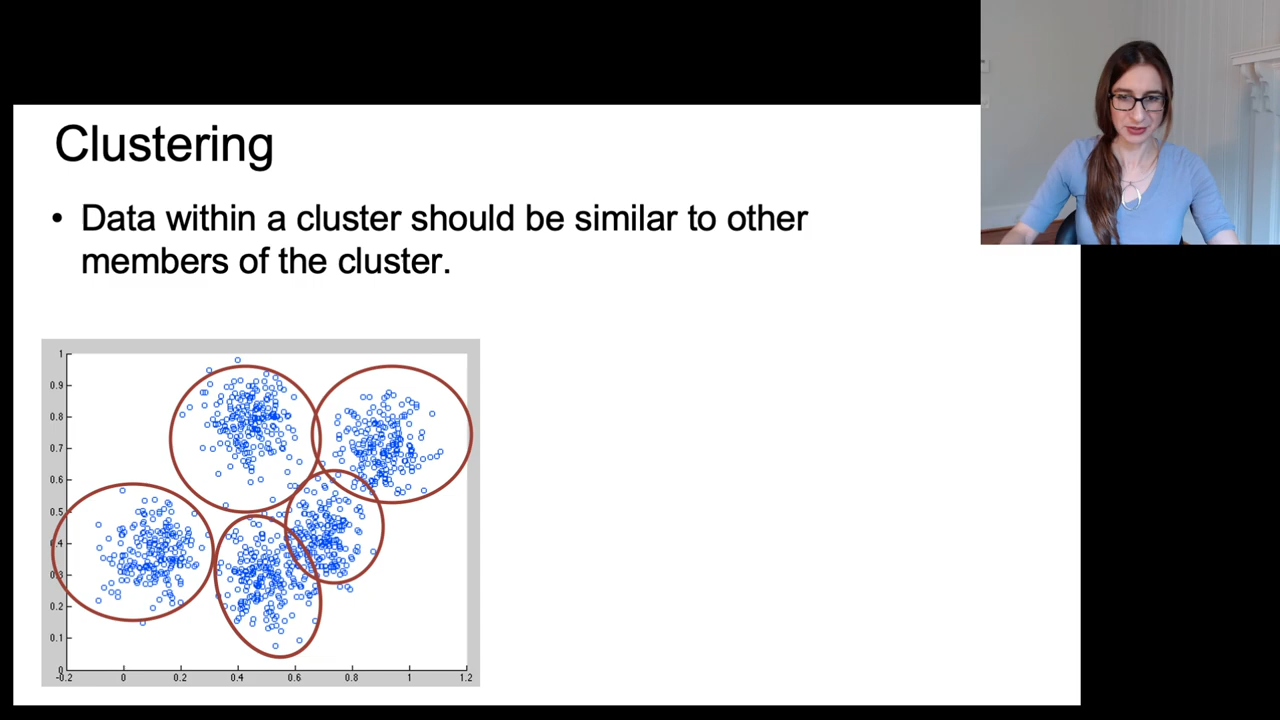 Clustering
• Data within a cluster should be similar to other
members of the cluster.
1
0.9
0.8
0.7
0.6
0.5
0.4
0.3
0.2
0.1
0
-0.2 0 0.2 0.4 0.6 0.8 1 1.2